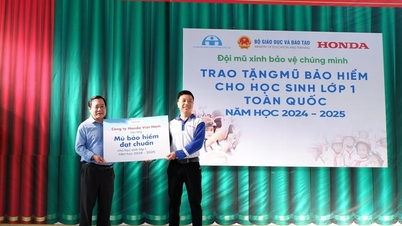 BỘ GIÁO DỤC VÀ ĐÀO TẠO
HONDA
Đội mũ xinh bảo vệ chúng mình
TRAO TẶNG MŨ BẢO HIỂM
CHO HỌC SINH LỚP 1
TOÀN QUỐC
NĂM HỌC 2024 - 2025
Công ty Honda Việt Nam
Mũ bảo hiểm
đạt chuẩn